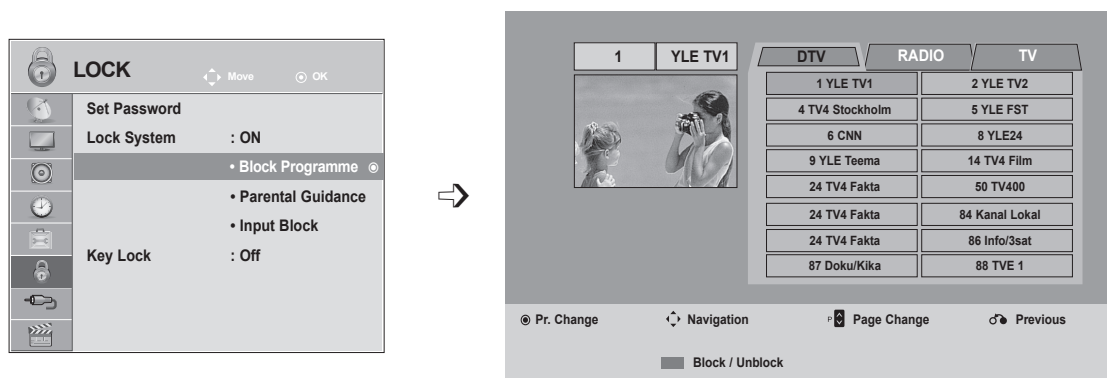 LOCK
Move
OK
Set Password
Lock System : ON
• Block Programme
• Parental Guidance
• Input Block
Key Lock : Off
1 YLE TV1
DTV RADIO TV
1 YLE TV1 2 YLE TV2
4 TV4 Stockholm 5 YLE FST
6 CNN 8 YLE24
9 YLE Teema 14 TV4 Film
24 TV4 Fakta 50 TV400
24 TV4 Fakta 84 Kanal Lokal
24 TV4 Fakta 86 Info/3sat
87 Doku/Kika 88 TVE 1
Pr. Change Navigation P Page Change Previous
Block / Unblock